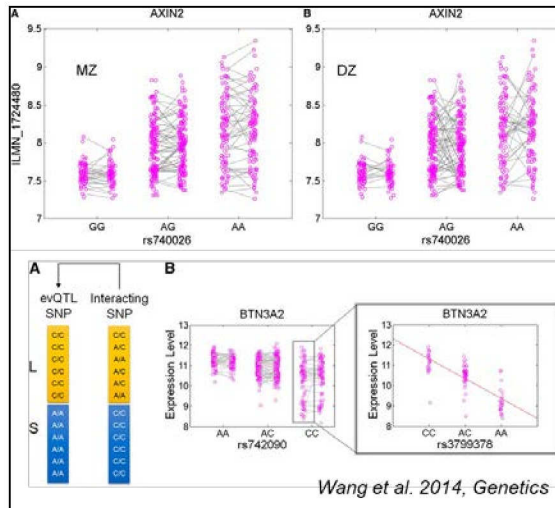 A
AXIN2
9.5
9
8.5
8
7.5
7
ILMN_1724480
MZ
GG AG AA
rs740026
B
AXIN2
9.5
9
8.5
8
7.5
7
DZ
GG AG AA
rs740026
A
evQTL Interacting
SNP SNP
L
C/C C/C
C/C A/C
C/C A/A
C/C A/C
C/C
C/C A/A
S
A/A C/C
A/A C/C
A/A C/C
A/A C/C
A/A C/C
A/A C/C
B
BTN3A2
13
12
11
10
9
8
Expression Level
AA AC CC
rs742090
BTN3A2
13
12
11
10
9
8
Expression Level
CC AC AA
rs3799378
Wang et al. 2014, Genetics